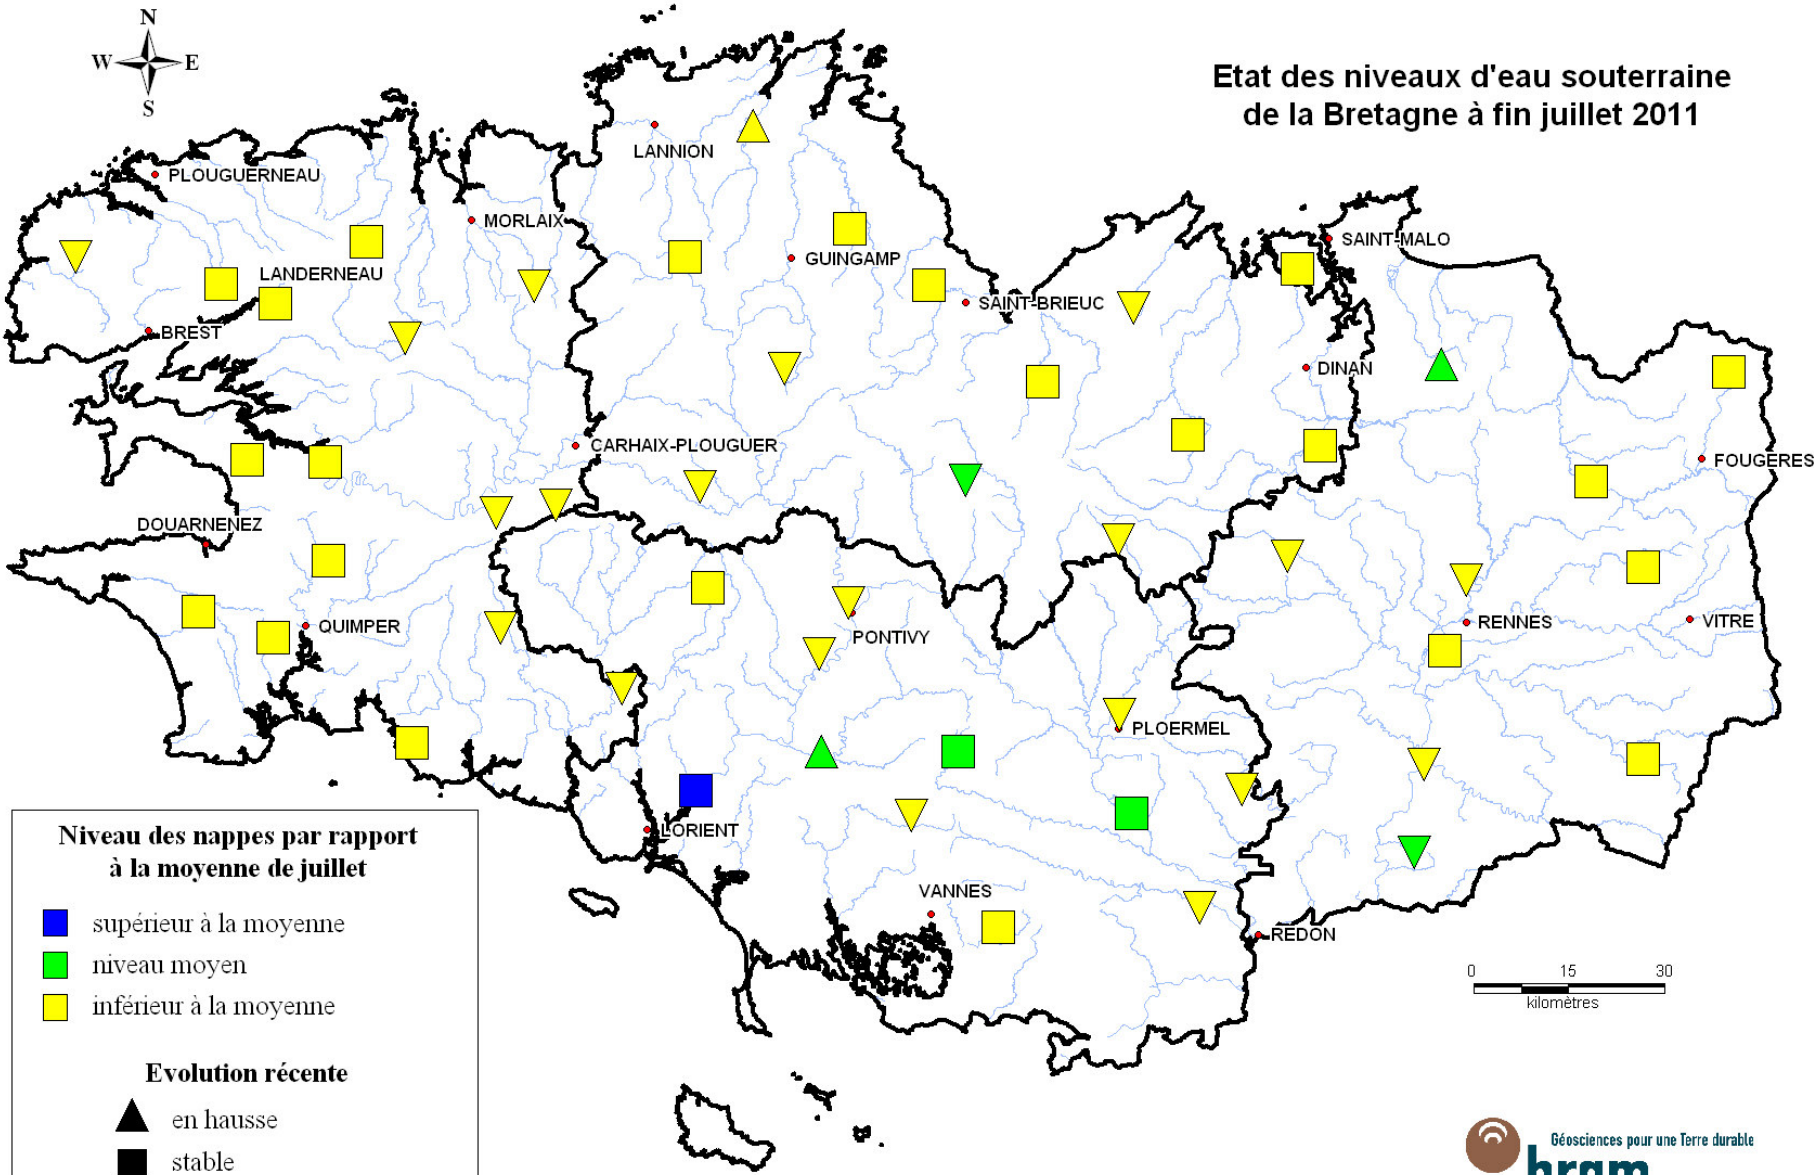 N
W E
S
Etat des niveaux d'eau souterraine
de la Bretagne à fin juillet 2011
LANNION
PLOUGUERNEAU
MORLAIX
SAINT-MALO
GUINGAMP
LANDERNEAU
SAINT-BRIEUC
BREST
DINAN
CARHAIX-PLOUGUER
FOUGERES
DOUARNENEZ
QUIMPER
RENNES
VITRE
PONTIVY
PLOERMEL
LORIENT
VANNES
REDON
Niveau des nappes par rapport
à la moyenne de juillet
supérieur à la moyenne
niveau moyen
inférieur à la moyenne
Evolution récente
en hausse
stable
0 15 30
kilomètres
Géosciences pour une Terre durable
brgm